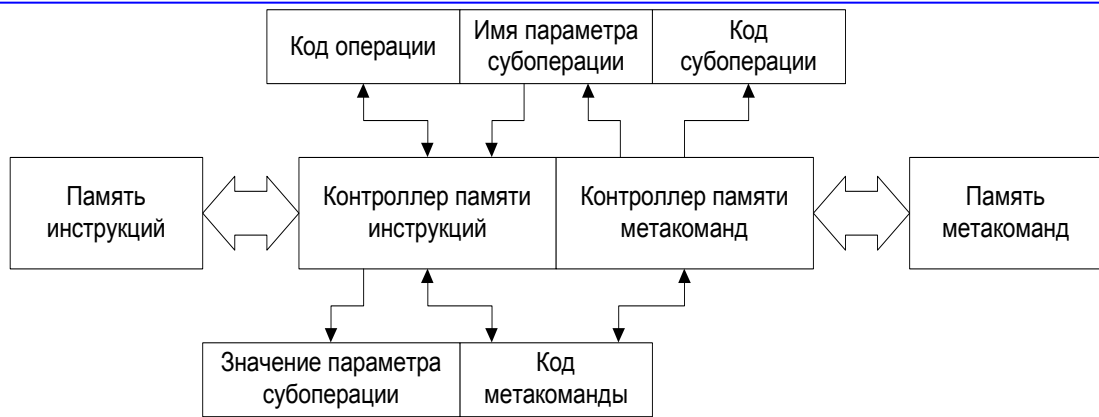 Код операции
Имя параметра
субоперации
Код
субоперации
Память
инструкций
Контроллер памяти
инструкций
Контроллер памяти
метакоманд
Память
метакоманд
Значение параметра
субоперации
Код
метакоманды